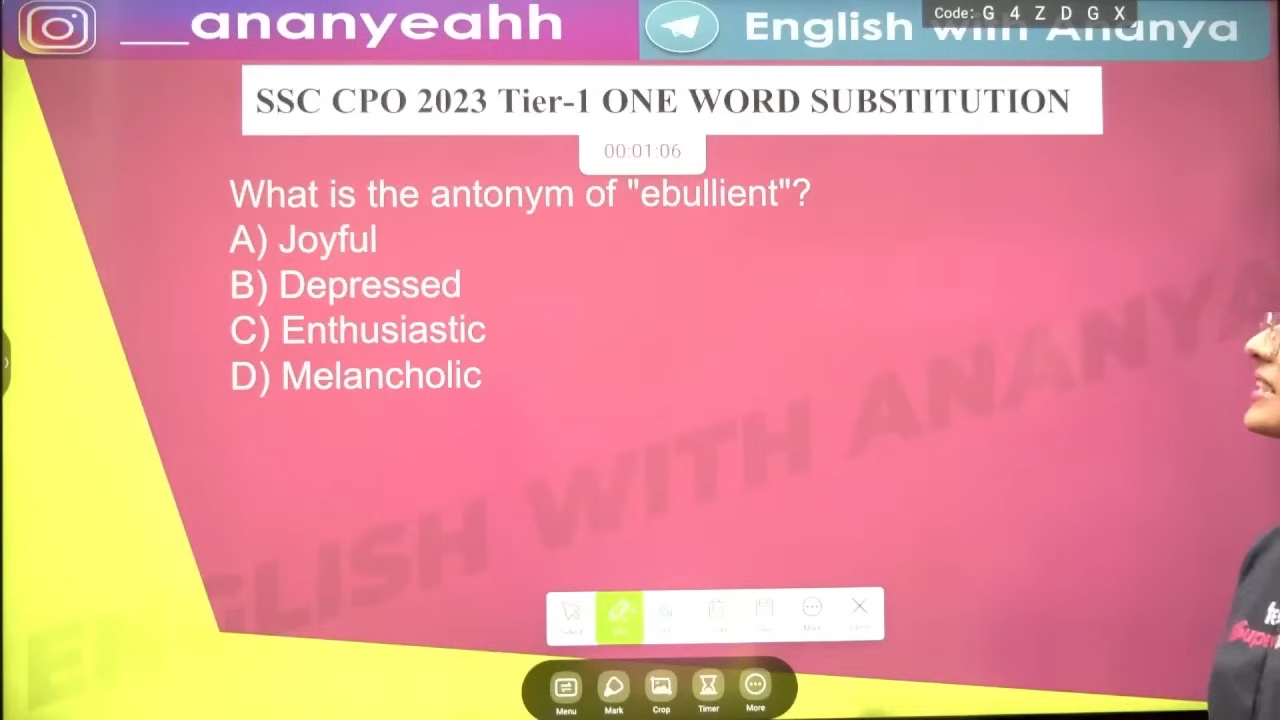 ___ananyeahh
English with Ananya
Code: G 4 Z D G X
SSC CPO 2023 Tier-1 ONE WORD SUBSTITUTION
00:01:06
What is the antonym of "ebullient"?
A) Joyful
B) Depressed
C) Enthusiastic
D) Melancholic
ENGLISH WITH ANANYA
Menu Mark Crop Timer More